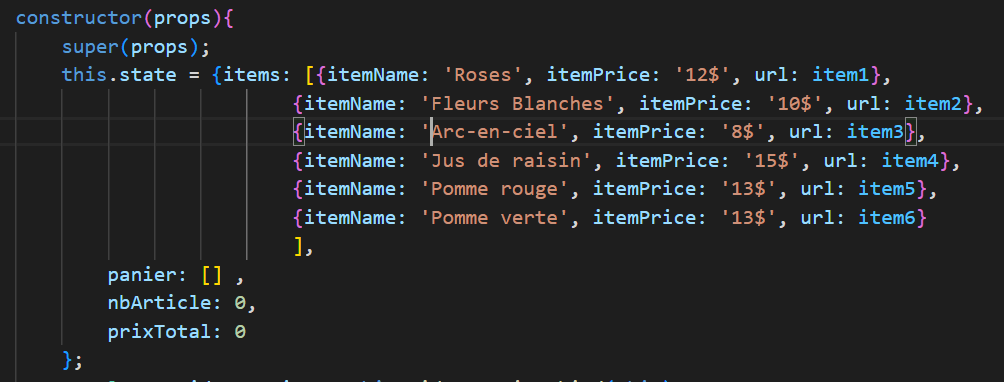 constructor(props){
super(props);
this.state = {items: [{itemName: 'Roses', itemPrice: '12$', url: item1},
{itemName: 'Fleurs Blanches', itemPrice: '10$', url: item2},
{itemName: 'Arc-en-ciel', itemPrice: '8$', url: item3},
{itemName: 'Jus de raisin', itemPrice: '15$', url: item4},
{itemName: 'Pomme rouge', itemPrice: '13$', url: item5},
{itemName: 'Pomme verte', itemPrice: '13$', url: item6}
],
panier: [] ,
nbArticle: 0,
prixTotal: 0
};